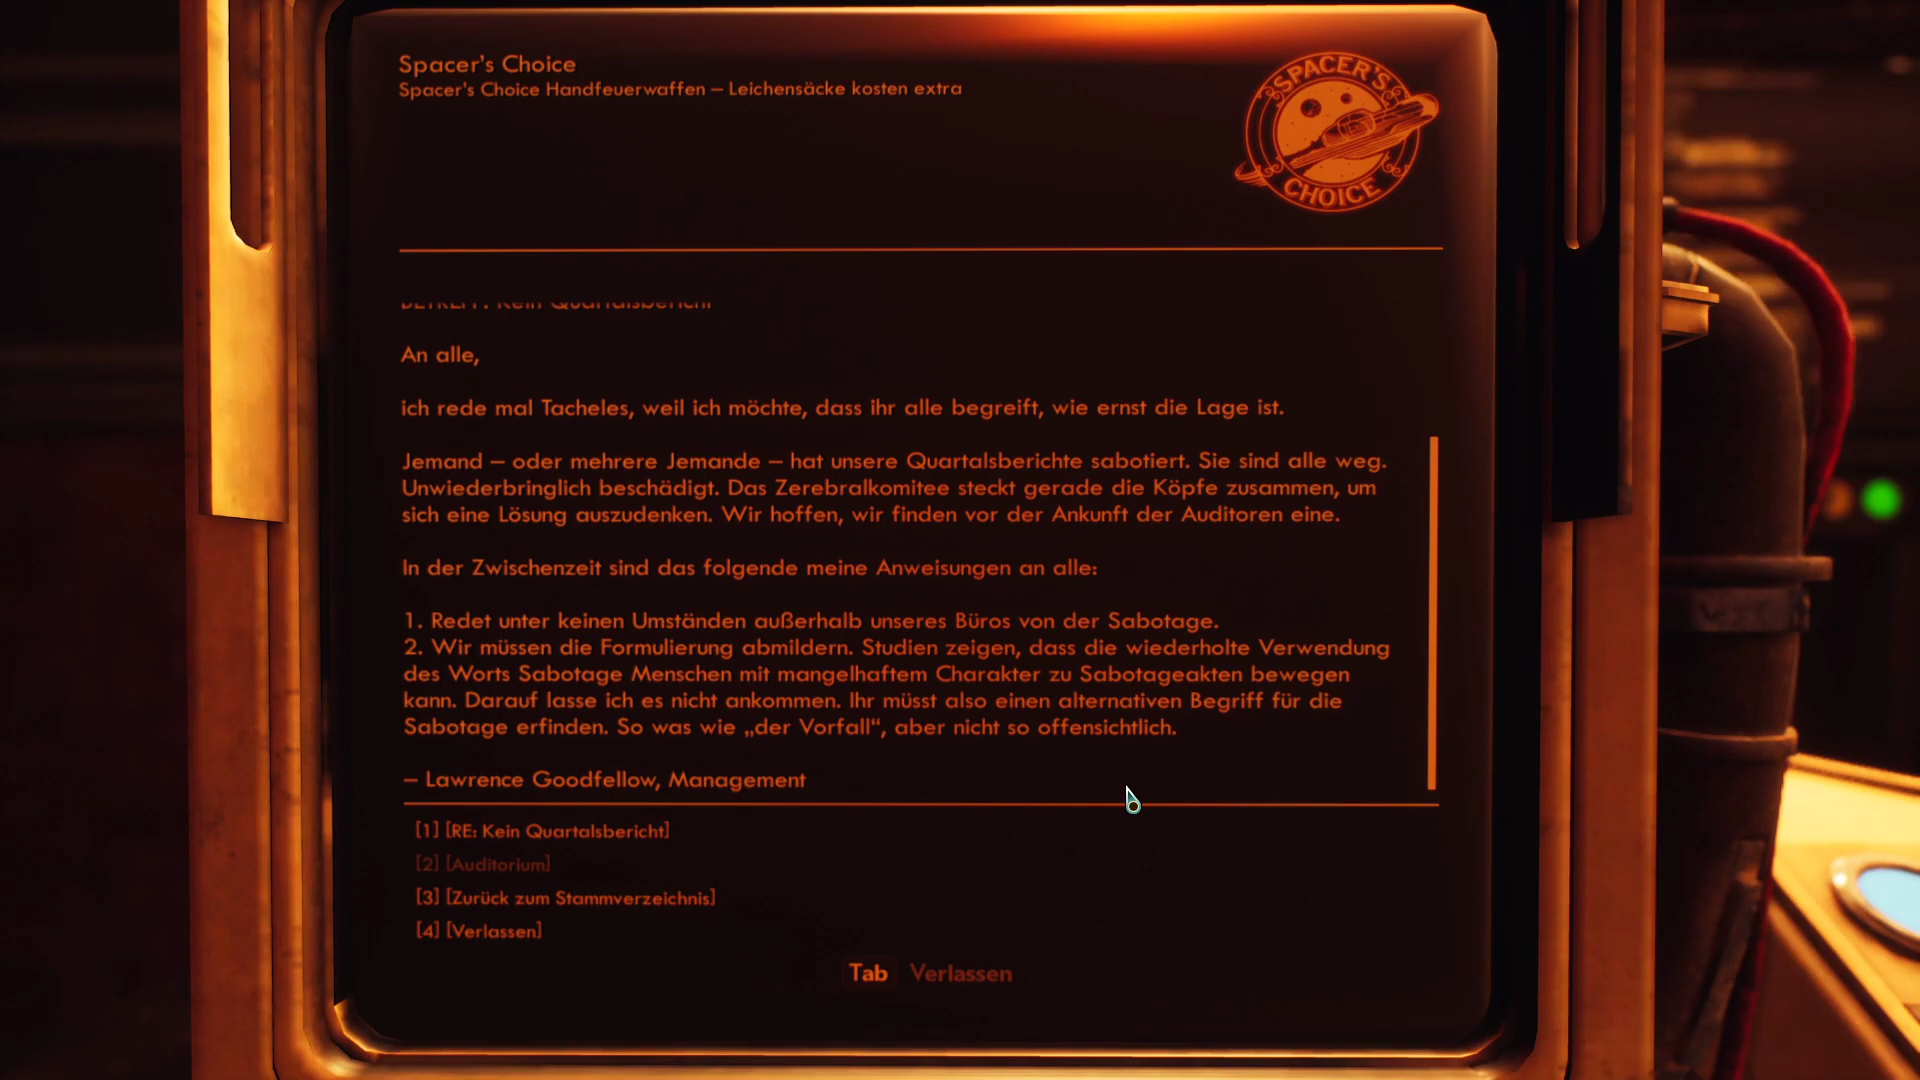 Spacer's Choice
Spacer's Choice Handfeuerwaffen – Leichensäcke kosten extra
SPACER'S
CHOICE
BETREFF: Kein Quartalsbericht
An alle,
ich rede mal Tacheles, weil ich möchte, dass ihr alle begreift, wie ernst die Lage ist.
Jemand – oder mehrere Jemande – hat unsere Quartalsberichte sabotiert. Sie sind alle weg.
Unwiederbringlich beschädigt. Das Zerebralkomitee steckt gerade die Köpfe zusammen, um
sich eine Lösung auszudenken. Wir hoffen, wir finden vor der Ankunft der Auditoren eine.
In der Zwischenzeit sind das folgende meine Anweisungen an alle:
1. Redet unter keinen Umständen außerhalb unseres Büros von der Sabotage.
2. Wir müssen die Formulierung abmildern. Studien zeigen, dass die wiederholte Verwendung
des Worts Sabotage Menschen mit mangelhaftem Charakter zu Sabotageakten bewegen
kann. Darauf lasse ich es nicht ankommen. Ihr müsst also einen alternativen Begriff für die
Sabotage erfinden. So was wie „der Vorfall“, aber nicht so offensichtlich.
– Lawrence Goodfellow, Management
[1] [RE: Kein Quartalsbericht]
[2] [Auditorium]
[3] [Zurück zum Stammverzeichnis]
[4] [Verlassen]
Tab Verlassen